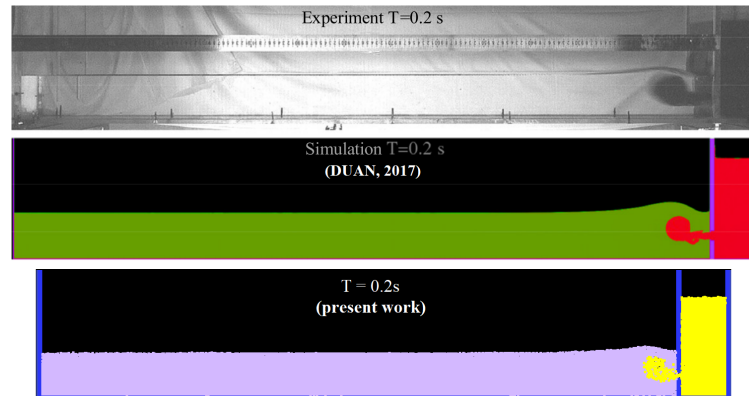 Experiment T=0.2 s
Simulation T=0.2 s
(DUAN, 2017)
T = 0.2s
(present work)